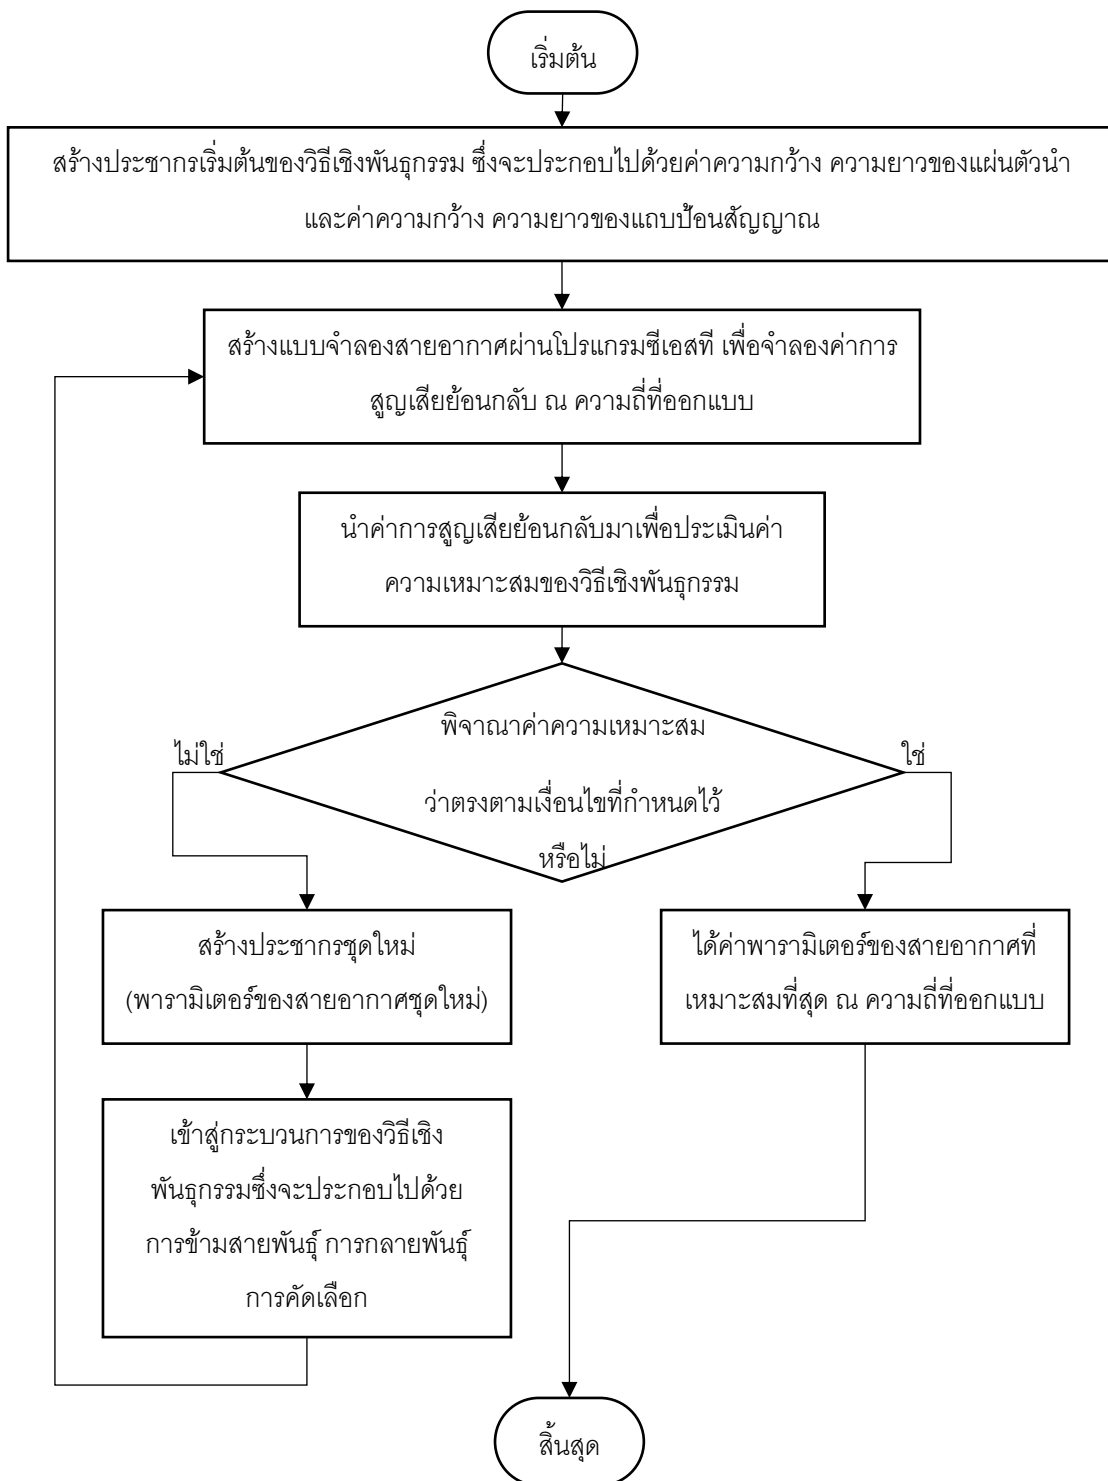 เริ่มต้น
สร้างประชากรเริ่มต้นของวิธีเชิงพันธุกรรม ซึ่งจะประกอบไปด้วยค่าความกว้าง ความยาวของแผ่นตัวนำ
และค่าความกว้าง ความยาวของแถบป้อนสัญญาณ
สร้างแบบจำลองสายอากาศผ่านโปรแกรมซีเอสที เพื่อจำลองค่าการ
สูญเสียย้อนกลับ ณ ความถี่ที่ออกแบบ
นำค่าการสูญเสียย้อนกลับมาเพื่อประเมินค่า
ความเหมาะสมของวิธีเชิงพันธุกรรม
พิจาณาค่าความเหมาะสม
ไม่ใช่
ใช่
ว่าตรงตามเงื่อนไขที่กำหนดไว้
หรือไม่
สร้างประชากรชุดใหม่
(พารามิเตอร์ของสายอากาศชุดใหม่)
ได้ค่าพารามิเตอร์ของสายอากาศที่
เหมาะสมที่สุด ณ ความถี่ที่ออกแบบ
เข้าสู่กระบวนการของวิธีเชิง
พันธุกรรมซึ่งจะประกอบไปด้วย
การข้ามสายพันธุ์ การกลายพันธุ์
การคัดเลือก
สิ้นสุด